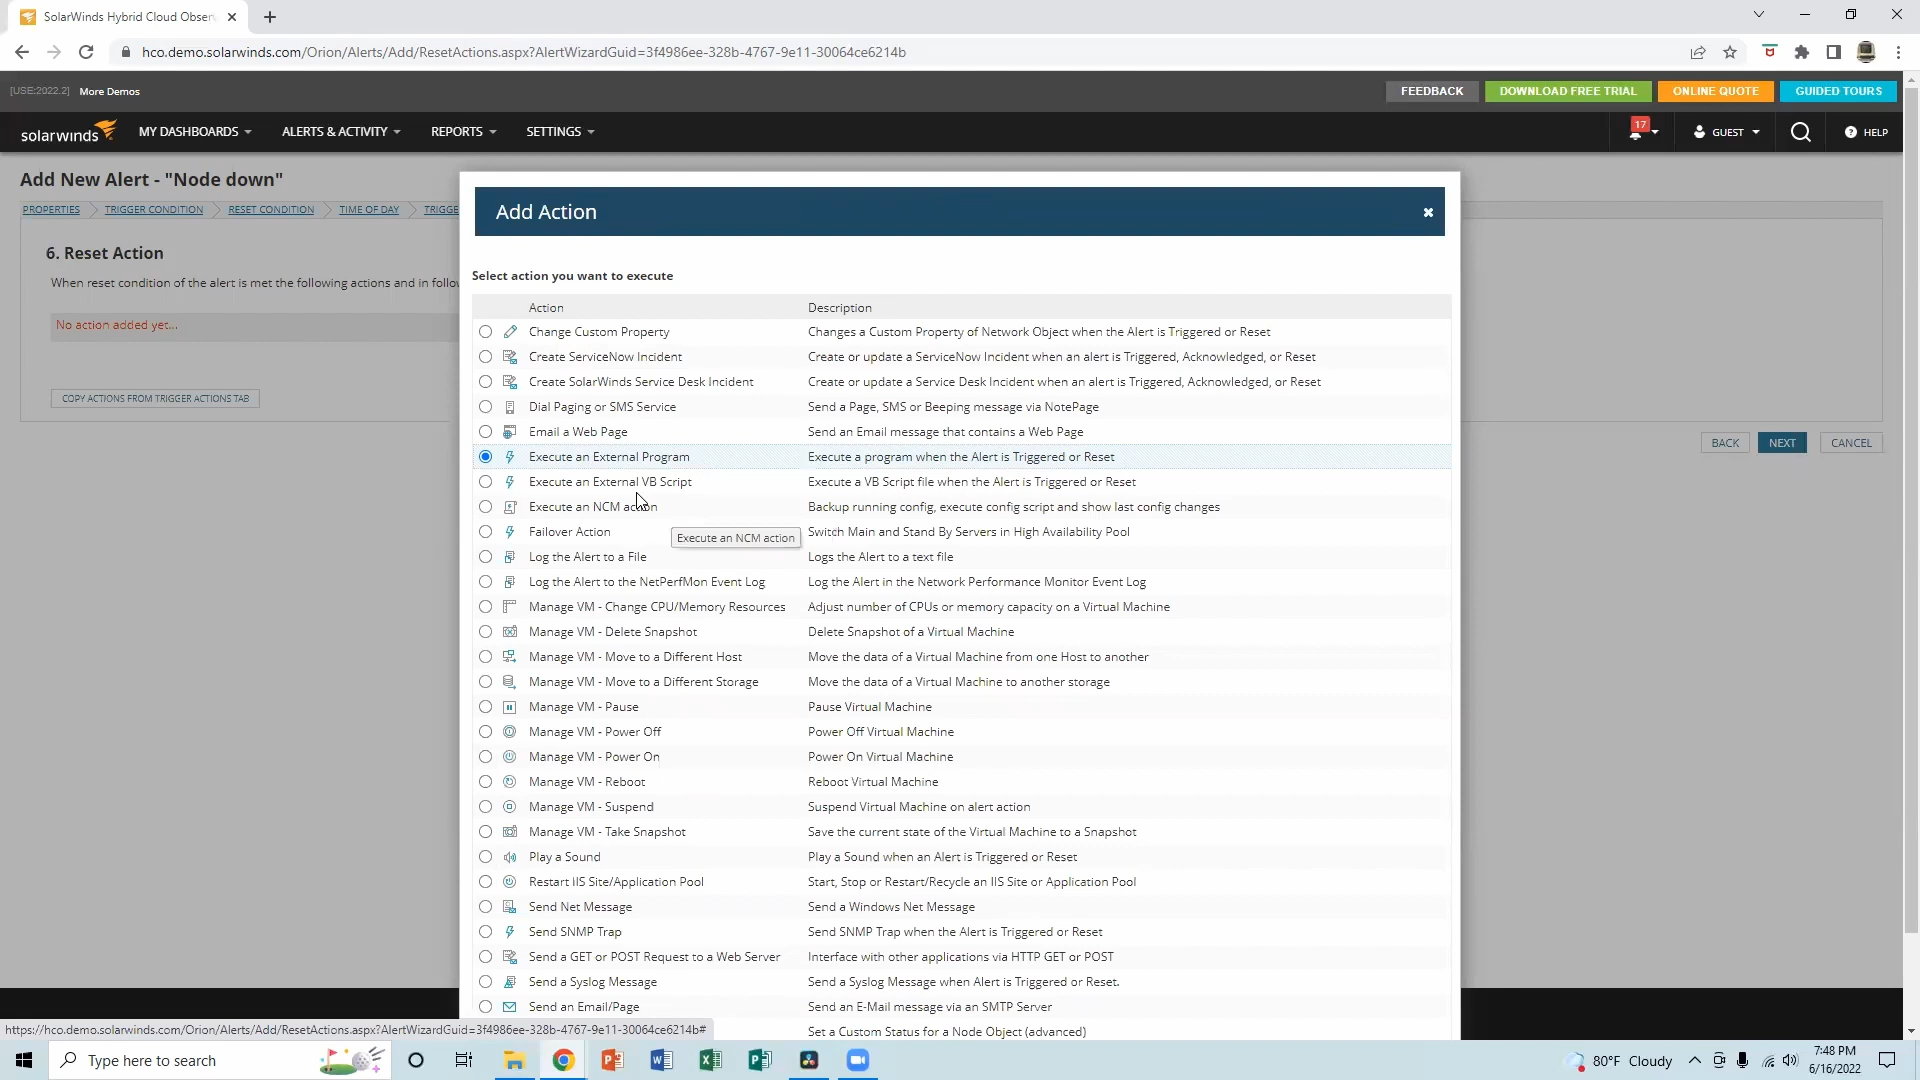 SolarWinds Hybrid Cloud Obser
hco.demo.solarwinds.com/Orion/Alerts/Add/ResetActions.aspx?AlertWizardGuid=3f4986ee-328b-4767-9e11-30064ce6214b
[USE:2022.2] More Demos FEEDBACK DOWNLOAD FREE TRIAL ONLINE QUOTE GUIDED TOURS
solarwinds MY DASHBOARDS ALERTS & ACTIVITY REPORTS SETTINGS 17 GUEST HELP
Add New Alert - "Node down"
PROPERTIES TRIGGER CONDITION RESET CONDITION TIME OF DAY TRIGGE
6. Reset Action
When reset condition of the alert is met the following actions and in follo
No action added yet...
COPY ACTIONS FROM TRIGGER ACTIONS TAB
BACK NEXT CANCEL
Add Action
Select action you want to execute
Action Description
Change Custom Property Changes a Custom Property of Network Object when the Alert is Triggered or Reset
Create ServiceNow Incident Create or update a ServiceNow Incident when an alert is Triggered, Acknowledged, or Reset
Create SolarWinds Service Desk Incident Create or update a Service Desk Incident when an alert is Triggered, Acknowledged, or Reset
Dial Paging or SMS Service Send a Page, SMS or Beeping message via NotePage
Email a Web Page Send an Email message that contains a Web Page
Execute an External Program Execute a program when the Alert is Triggered or Reset
Execute an External VB Script Execute a VB Script file when the Alert is Triggered or Reset
Execute an NCM action Backup running config, execute config script and show last config changes
Failover Action Switch Main and Stand By Servers in High Availability Pool
Execute an NCM action
Log the Alert to a File Logs the Alert to a text file
Log the Alert to the NetPerfMon Event Log Log the Alert in the Network Performance Monitor Event Log
Manage VM - Change CPU/Memory Resources Adjust number of CPUs or memory capacity on a Virtual Machine
Manage VM - Delete Snapshot Delete Snapshot of a Virtual Machine
Manage VM - Move to a Different Host Move the data of a Virtual Machine from one Host to another
Manage VM - Move to a Different Storage Move the data of a Virtual Machine to another storage
Manage VM - Pause Pause Virtual Machine
Manage VM - Power Off Power Off Virtual Machine
Manage VM - Power On Power On Virtual Machine
Manage VM - Reboot Reboot Virtual Machine
Manage VM - Suspend Suspend Virtual Machine on alert action
Manage VM - Take Snapshot Save the current state of the Virtual Machine to a Snapshot
Play a Sound Play a Sound when an Alert is Triggered or Reset
Restart IIS Site/Application Pool Start, Stop or Restart/Recycle an IIS Site or Application Pool
Send Net Message Send a Windows Net Message
Send SNMP Trap Send SNMP Trap when the Alert is Triggered or Reset
Send a GET or POST Request to a Web Server Interface with other applications via HTTP GET or POST
Send a Syslog Message Send a Syslog Message when Alert is Triggered or Reset.
Send an Email/Page Send an E-Mail message via an SMTP Server
Set a Custom Status for a Node Object (advanced)
https://hco.demo.solarwinds.com/Orion/Alerts/Add/ResetActions.aspx?AlertWizardGuid=3f4986ee-328b-4767-9e11-30064ce6214b#
Type here to search 80°F Cloudy 7:48 PM
6/16/2022